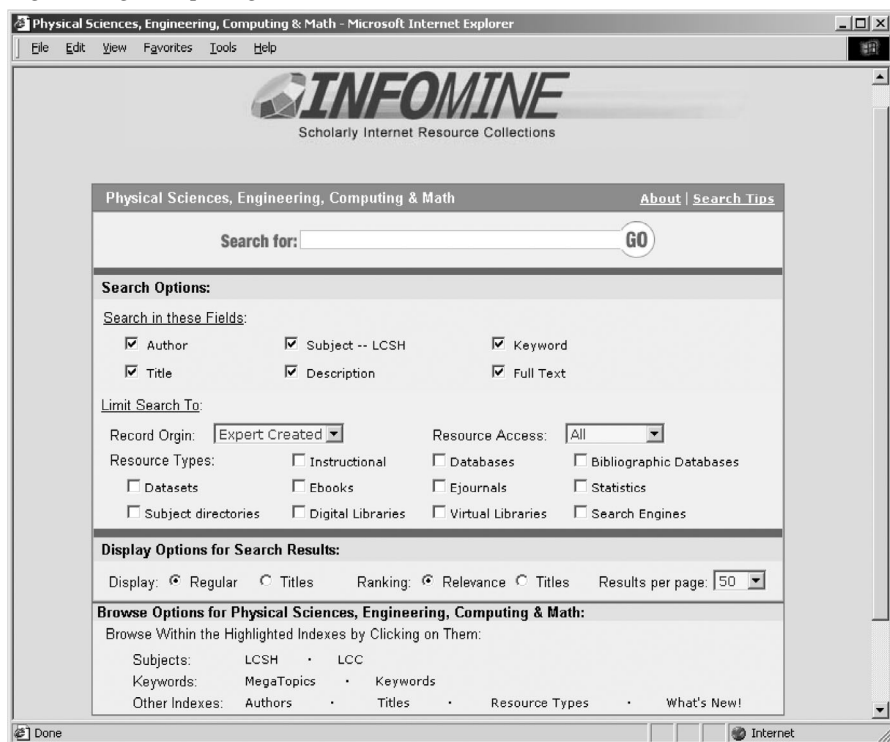 Physical Sciences, Engineering, Computing & Math - Microsoft Internet Explorer
File Edit View Favorites Tools Help
INFOMINE
Scholarly Internet Resource Collections
Physical Sciences, Engineering, Computing & Math About | Search Tips
Search for: GO
Search Options:
Search in these Fields:
Author Subject -- LCSH Keyword
Title Description Full Text
Limit Search To:
Record Orgin: Expert Created Resource Access: All
Resource Types: Instructional Databases Bibliographic Databases
Datasets Ebooks Ejournals Statistics
Subject directories Digital Libraries Virtual Libraries Search Engines
Display Options for Search Results:
Display: Regular Titles Ranking: Relevance Titles Results per page: 50
Browse Options for Physical Sciences, Engineering, Computing & Math:
Browse Within the Highlighted Indexes by Clicking on Them:
Subjects: LCSH · LCC
Keywords: MegaTopics · Keywords
Other Indexes: Authors · Titles · Resource Types · What's New!
Done Internet